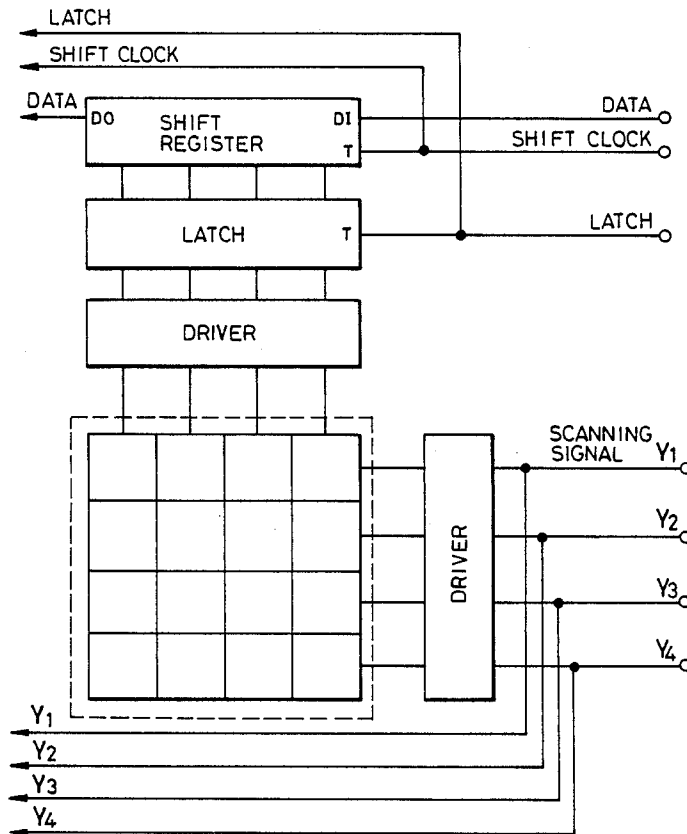 LATCH
SHIFT CLOCK
DATA
DO
SHIFT
REGISTER
DI
T
DATA
SHIFT CLOCK
LATCH
T
LATCH
DRIVER
SCANNING
SIGNAL
Y1
Y2
Y3
Y4
DRIVER
Y1
Y2
Y3
Y4